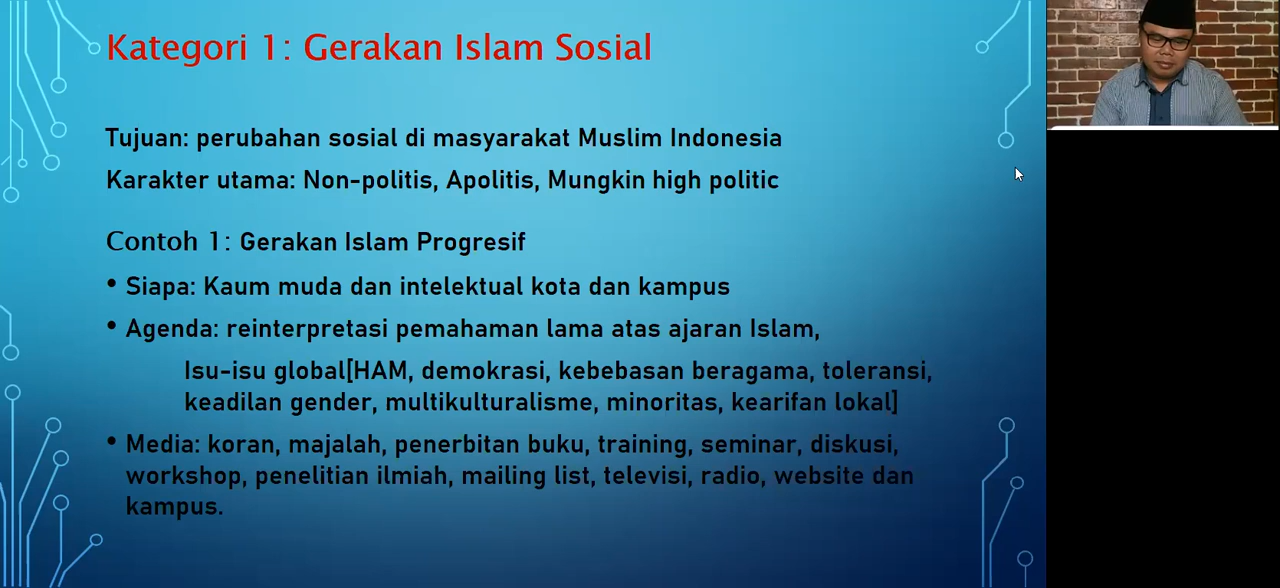 Kategori 1: Gerakan Islam Sosial
Tujuan: perubahan sosial di masyarakat Muslim Indonesia
Karakter utama: Non-politis, Apolitis, Mungkin high politic
Contoh 1: Gerakan Islam Progresif
• Siapa: Kaum muda dan intelektual kota dan kampus
• Agenda: reinterpretasi pemahaman lama atas ajaran Islam,
Isu-isu global[HAM, demokrasi, kebebasan beragama, toleransi,
keadilan gender, multikulturalisme, minoritas, kearifan lokal]
• Media: koran, majalah, penerbitan buku, training, seminar, diskusi,
workshop, penelitian ilmiah, mailing list, televisi, radio, website dan
kampus.